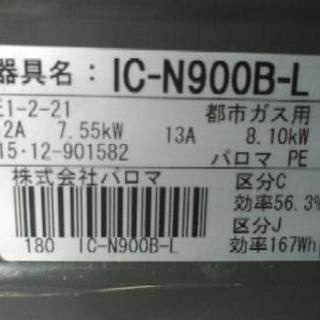 器具名：IC-N900B-L
E1-2-21 都市ガス用
12A 7.55kW 13A 8.10kW
15・12-901582 パロマ PE
株式会社パロマ 区分C
効率56.3%
区分J
180 IC-N900B-L 効率167Wh